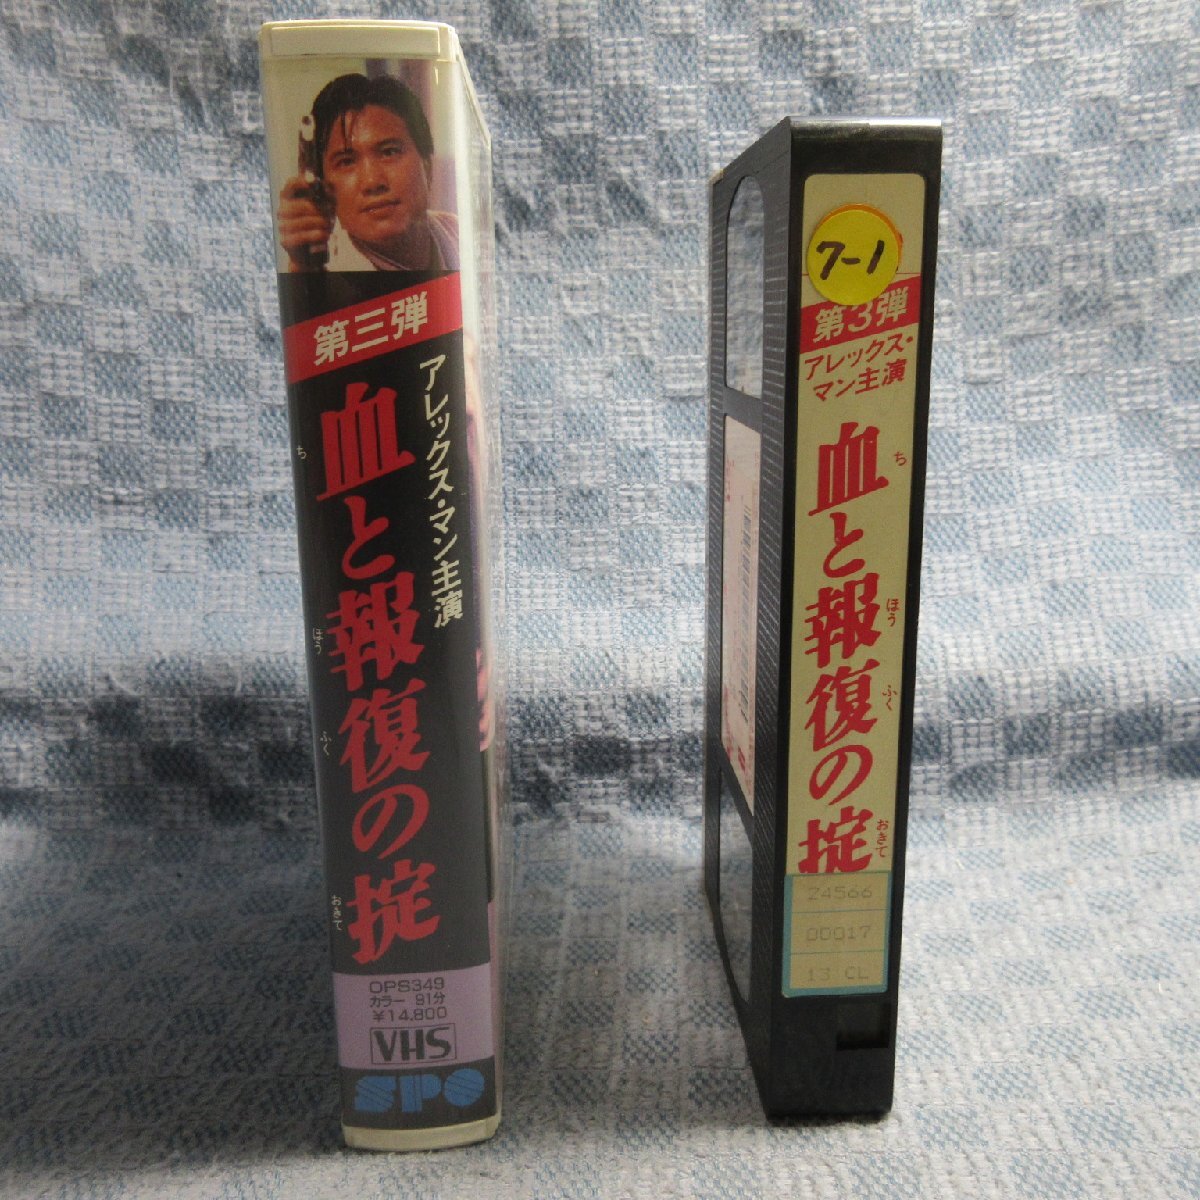 第三弾
アレックス・マン主演
血と報復の掟
ち
ほう
ふく
おきて
OPS349
カラー 91分
¥14,800
VHS
SPO
7-1
第3弾
アレックス・
マン主演
血と報復の掟
ち
ほう
ふく
おきて
24566
00017
13 CL